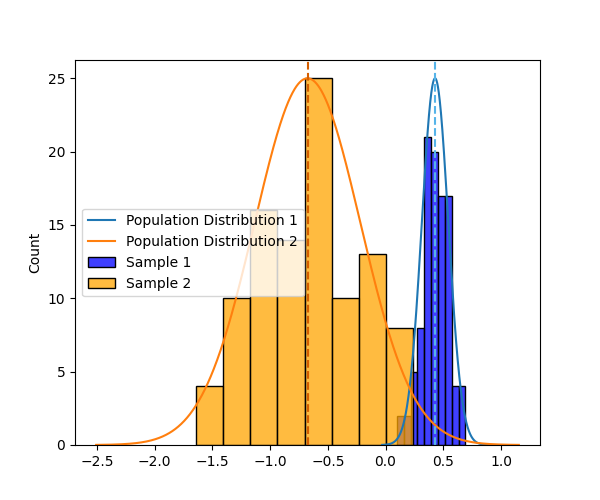 25
20
15
10
5
0
Count
Population Distribution 1
Population Distribution 2
Sample 1
Sample 2
−2.5 −2.0 −1.5 −1.0 −0.5 0.0 0.5 1.0